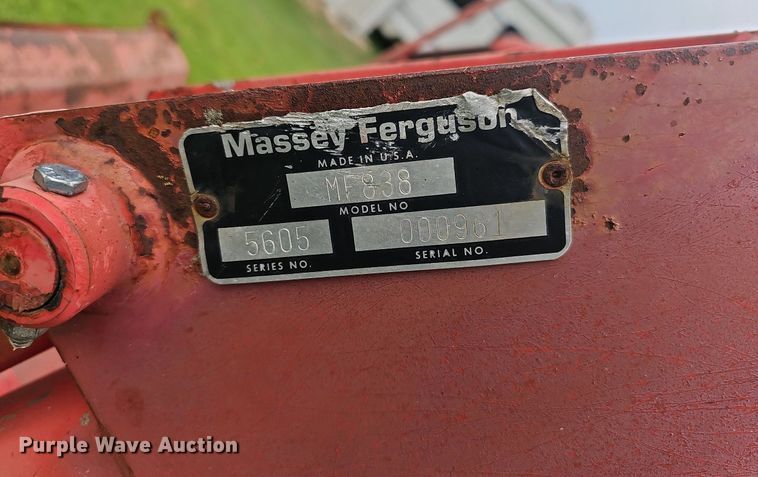 Massey Ferguson
MADE IN U.S.A.
MF838
MODEL NO
5605 000961
SERIES NO. SERIAL NO.
Purple Wave Auction